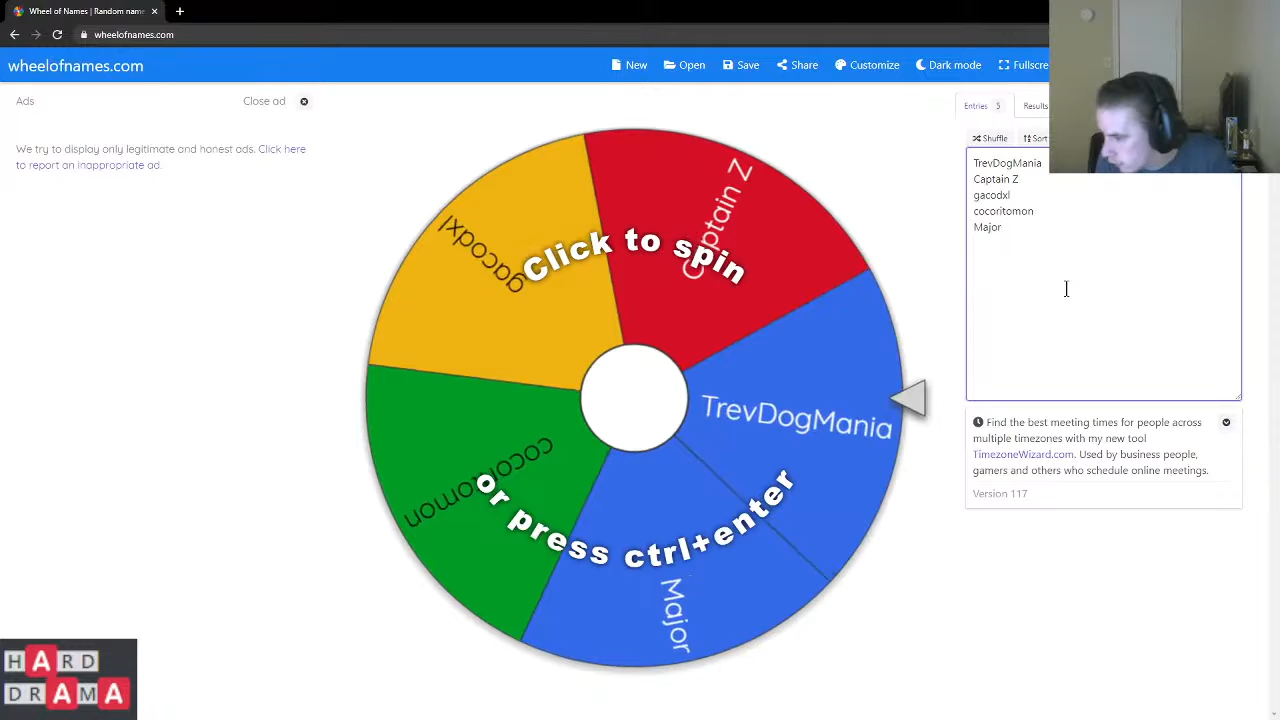 Wheel of Names | Random name
wheelofnames.com
wheelofnames.com
New
Open
Save
Share
Customize
Dark mode
Fullscre
Ads
Close ad
We try to display only legitimate and honest ads. Click here
to report an inappropriate ad.
Entries 5
Results
Shuffle
Sort
TrevDogMania
Captain Z
gacodxl
cocoritomon
Major
Captain Z
gacodxl
Click to spin
TrevDogMania
cocoritomon
or press ctrl+enter
Major
Find the best meeting times for people across
multiple timezones with my new tool
TimezoneWizard.com. Used by business people,
gamers and others who schedule online meetings.
Version 117
HARD
DRAMA